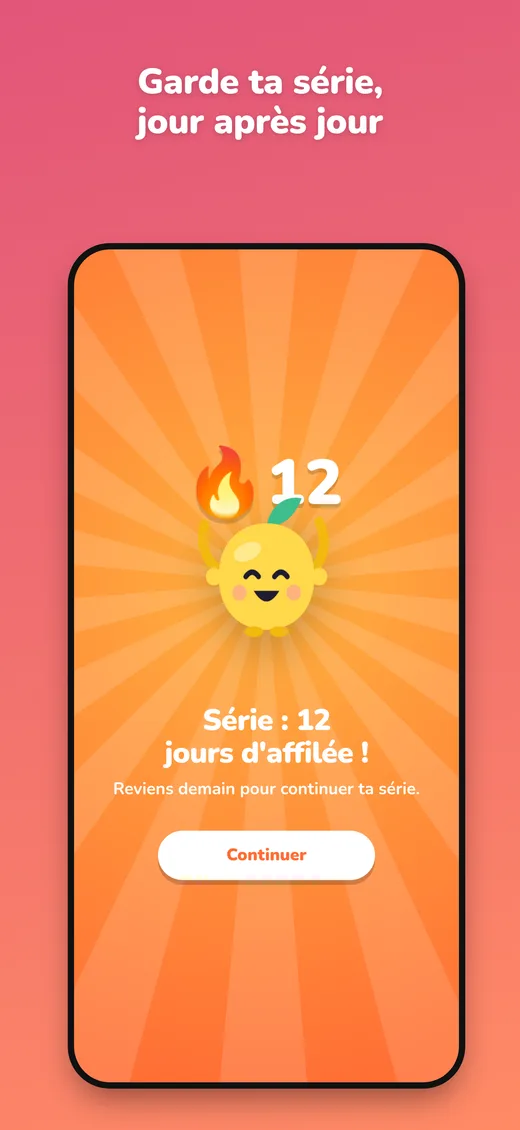 Garde ta série,
jour après jour
12
Série : 12
jours d'affilée !
Reviens demain pour continuer ta série.
Continuer